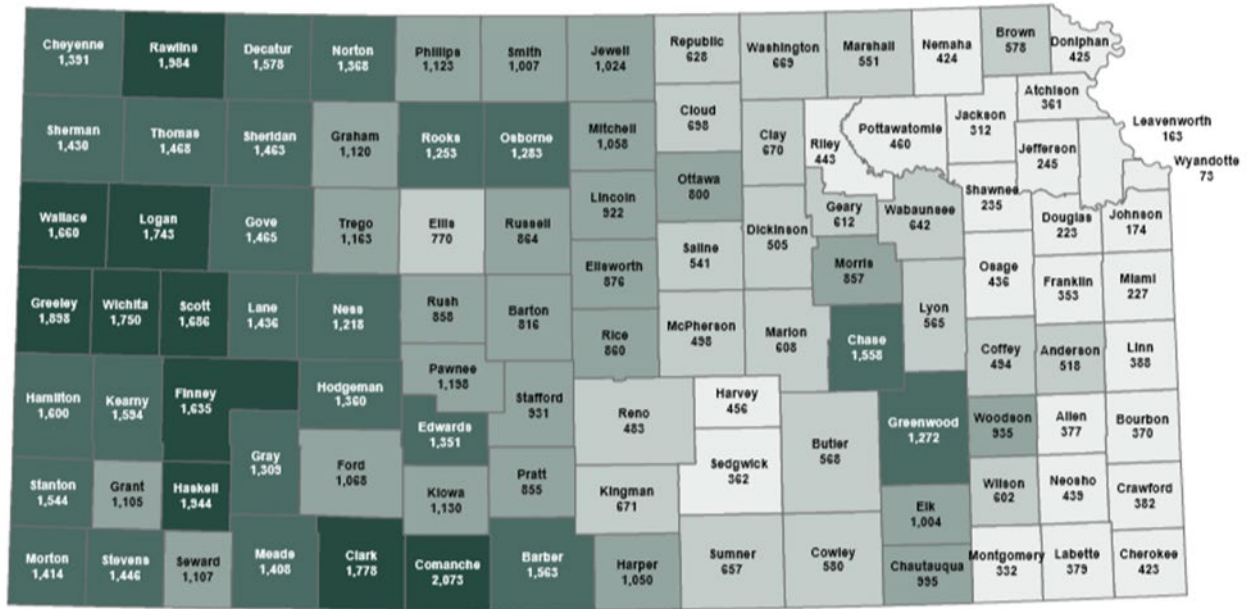 Cheyenne
1,391
Rawlins
1,984
Decatur
1,578
Norton
1,368
Phillips
1,123
Smith
1,007
Jewell
1,024
Republic
628
Washington
669
Marshall
551
Nemaha
424
Brown
578
Doniphan
425
Sherman
1,430
Thomas
1,468
Sheridan
1,463
Graham
1,120
Rooks
1,253
Osborne
1,283
Mitchell
1,058
Cloud
698
Clay
670
Riley
443
Pottawatomie
460
Jackson
312
Atchison
361
Jefferson
245
Leavenworth
163
Wyandotte
73
Wallace
1,660
Logan
1,743
Gove
1,465
Trego
1,163
Ellis
770
Russell
864
Lincoln
922
Ottawa
800
Saline
541
Dickinson
505
Geary
612
Wabaunsee
642
Shawnee
235
Douglas
223
Johnson
174
Greeley
1,898
Wichita
1,750
Scott
1,686
Lane
1,436
Ness
1,218
Rush
858
Barton
816
Ellsworth
876
Rice
860
McPherson
498
Marion
608
Morris
857
Chase
1,558
Lyon
565
Osage
436
Franklin
353
Miami
227
Hamilton
1,600
Kearny
1,594
Finney
1,635
Hodgeman
1,360
Pawnee
1,198
Edwards
1,351
Stafford
931
Reno
483
Harvey
456
Sedgwick
362
Butler
568
Greenwood
1,272
Coffey
494
Anderson
518
Linn
388
Woodson
935
Allen
377
Bourbon
370
Stanton
1,544
Grant
1,105
Haskell
1,944
Gray
1,309
Ford
1,068
Kiowa
1,130
Pratt
855
Kingman
671
Elk
1,004
Wilson
602
Neosho
439
Crawford
382
Morton
1,414
Stevens
1,446
Seward
1,107
Meade
1,408
Clark
1,778
Comanche
2,073
Barber
1,563
Harper
1,050
Sumner
657
Cowley
580
Chautauqua
995
Montgomery
332
Labette
379
Cherokee
423